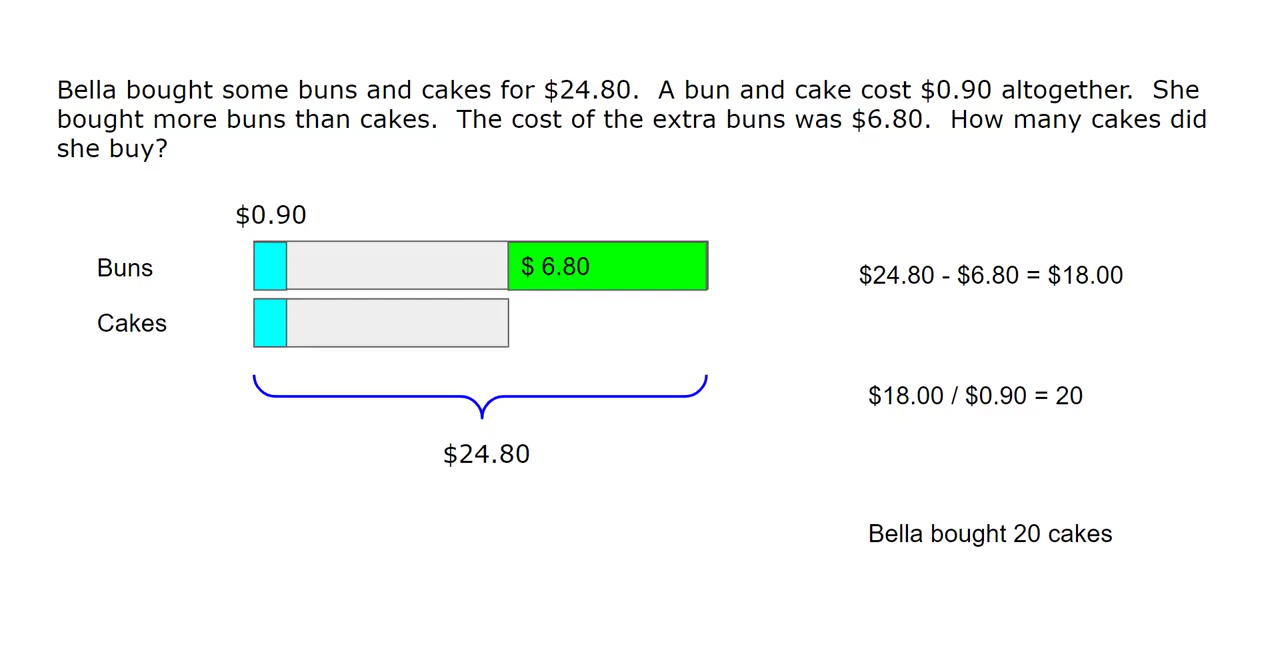 Bella bought some buns and cakes for $24.80.  A bun and cake cost $0.90 altogether.  She
bought more buns than cakes.  The cost of the extra buns was $6.80.  How many cakes did
she buy?
$0.90
Buns
$ 6.80
$24.80 - $6.80 = $18.00
Cakes
$18.00 / $0.90 = 20
$24.80
Bella bought 20 cakes